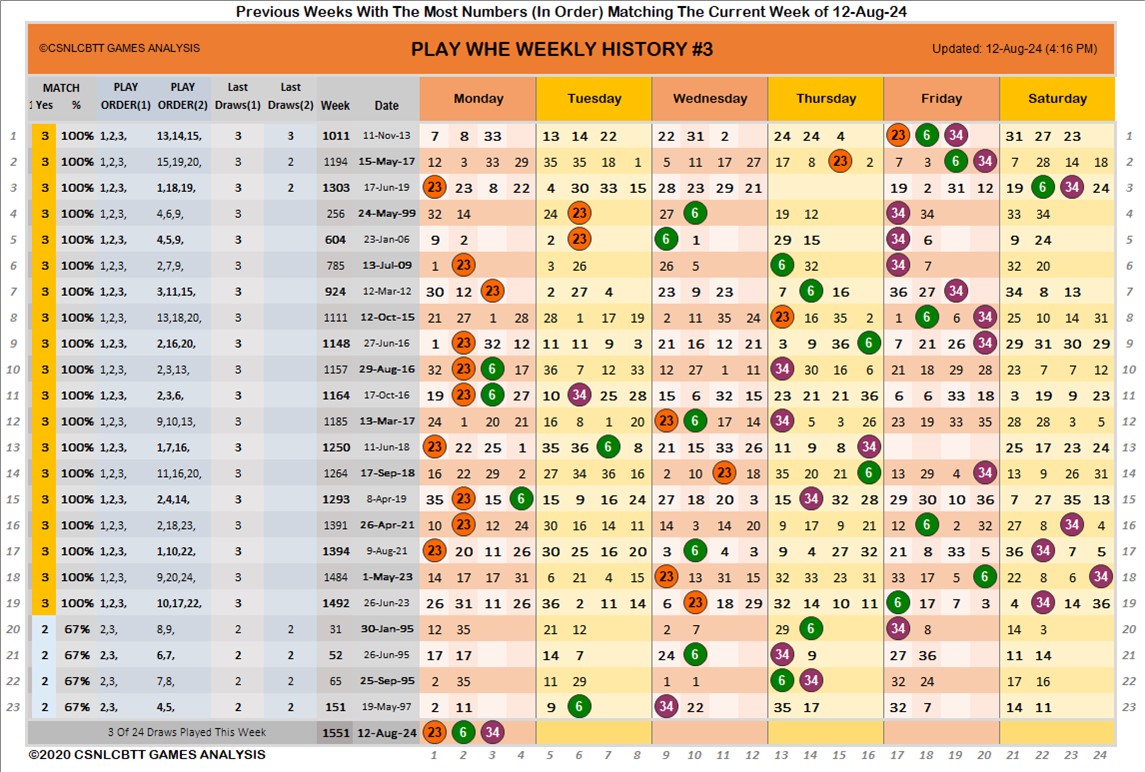 Previous Weeks With The Most Numbers (In Order) Matching The Current Week of 12-Aug-24
©CSNLCBTT GAMES ANALYSIS PLAY WHE WEEKLY HISTORY #3 Updated: 12-Aug-24 (4:16 PM)
MATCH PLAY PLAY Last Last
Yes % ORDER(1) ORDER(2) Draws(1) Draws(2) Week Date Monday Tuesday Wednesday Thursday Friday Saturday
1 3 100% 1,2,3, 13,14,15, 3 3 1011 11-Nov-13 7 8 33 13 14 22 22 31 2 24 24 4 23 6 34 31 27 23 1
2 3 100% 1,2,3, 15,19,20, 3 2 1194 15-May-17 12 3 33 29 35 35 18 1 5 11 17 27 17 8 23 2 7 3 6 34 7 28 14 18 2
3 3 100% 1,2,3, 1,18,19, 3 2 1303 17-Jun-19 23 23 8 22 4 30 33 15 28 23 29 21 19 2 31 12 19 6 34 24 3
4 3 100% 1,2,3, 4,6,9, 3 256 24-May-99 32 14 24 23 27 6 19 12 34 34 33 34 4
5 3 100% 1,2,3, 4,5,9, 3 604 23-Jan-06 9 2 2 23 6 1 29 15 34 6 9 24 5
6 3 100% 1,2,3, 2,7,9, 3 785 13-Jul-09 1 23 3 26 26 5 6 32 34 7 32 20 6
7 3 100% 1,2,3, 3,11,15, 3 924 12-Mar-12 30 12 23 2 27 4 23 9 23 7 6 16 36 27 34 34 8 13 7
8 3 100% 1,2,3, 13,18,20, 3 1111 12-Oct-15 21 27 1 28 28 1 17 19 2 11 35 24 23 16 35 2 1 6 6 34 25 10 14 31 8
9 3 100% 1,2,3, 2,16,20, 3 1148 27-Jun-16 1 23 32 12 11 11 9 3 21 16 12 21 3 9 36 6 7 21 26 34 29 31 30 29 9
10 3 100% 1,2,3, 2,3,13, 3 1157 29-Aug-16 32 23 6 17 36 7 12 33 12 27 1 11 34 30 16 6 21 18 29 28 23 7 7 12 10
11 3 100% 1,2,3, 2,3,6, 3 1164 17-Oct-16 19 23 6 27 10 34 25 28 15 6 32 15 23 21 21 36 6 6 33 18 3 19 9 23 11
12 3 100% 1,2,3, 9,10,13, 3 1185 13-Mar-17 24 1 20 21 16 8 1 20 23 6 17 14 34 5 3 26 23 19 33 35 28 28 3 5 12
13 3 100% 1,2,3, 1,7,16, 3 1250 11-Jun-18 23 22 25 1 35 36 6 8 21 15 33 26 11 9 8 34 25 17 23 24 13
14 3 100% 1,2,3, 11,16,20, 3 1264 17-Sep-18 16 22 29 2 27 34 36 16 2 10 23 18 35 20 21 6 13 29 4 34 13 9 26 31 14
15 3 100% 1,2,3, 2,4,14, 3 1293 8-Apr-19 35 23 15 6 15 9 16 24 27 18 20 3 15 34 32 28 29 30 10 36 7 27 35 13 15
16 3 100% 1,2,3, 2,18,23, 3 1391 26-Apr-21 10 23 12 24 30 16 14 11 14 3 14 20 9 17 9 21 12 6 2 32 27 8 34 4 16
17 3 100% 1,2,3, 1,10,22, 3 1394 9-Aug-21 23 20 11 26 30 25 16 20 3 6 4 3 9 4 27 32 21 8 33 5 36 34 7 5 17
18 3 100% 1,2,3, 9,20,24, 3 1484 1-May-23 14 17 17 31 6 21 4 15 23 13 31 15 32 33 23 31 33 17 5 6 22 8 6 34 18
19 3 100% 1,2,3, 10,17,22, 3 1492 26-Jun-23 26 31 11 26 36 2 11 14 6 23 18 29 32 14 10 11 6 17 7 3 4 34 14 36 19
20 2 67% 2,3, 8,9, 2 2 31 30-Jan-95 12 35 21 12 2 7 29 6 34 8 14 3 20
21 2 67% 2,3, 6,7, 2 2 52 26-Jun-95 17 17 14 7 24 6 34 9 27 36 11 14 21
22 2 67% 2,3, 7,8, 2 2 65 25-Sep-95 2 35 11 29 1 1 6 34 32 24 17 16 22
23 2 67% 2,3, 4,5, 2 2 151 19-May-97 2 11 9 6 34 22 35 17 32 7 14 11 23
3 Of 24 Draws Played This Week 1551 12-Aug-24 23 6 34
©2020 CSNLCBTT GAMES ANALYSIS 1 2 3 4 5 6 7 8 9 10 11 12 13 14 15 16 17 18 19 20 21 22 23 24